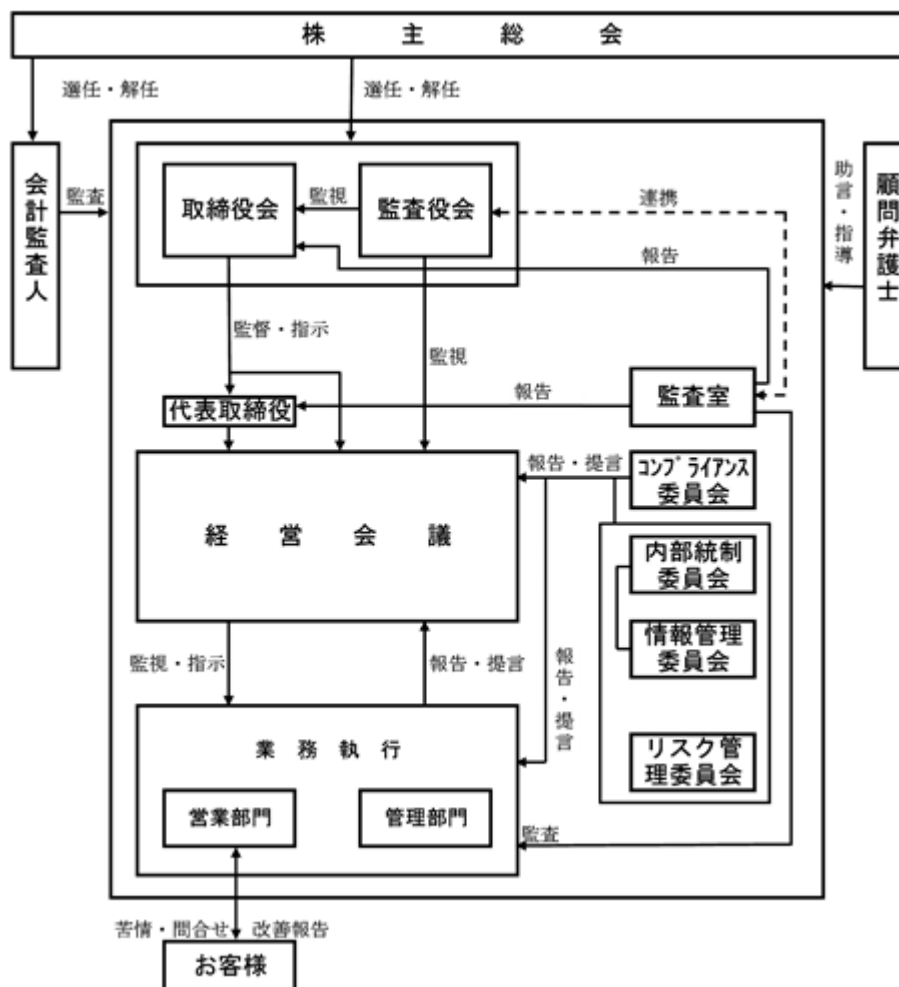 株主総会
選任・解任
選任・解任
会計監査人
監査
取締役会
監視
監査役会
連携
報告
助言・指導
顧問弁護士
監督・指示
監視
代表取締役
報告
監査室
経営会議
報告・提言
コンプライアンス
委員会
内部統制
委員会
情報管理
委員会
リスク管
理委員会
監視・指示
報告・提言
報告・提言
業務執行
営業部門
管理部門
監査
苦情・問合せ
改善報告
お客様